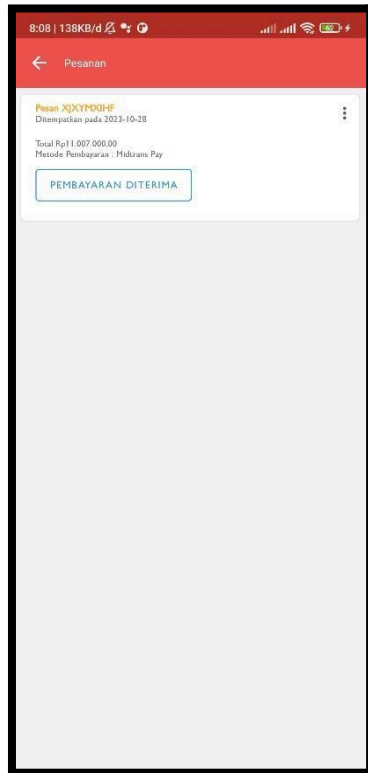 8:08 | 138KB/d
Pesanan
Pesan XJXYMXIHF
Ditempatkan pada 2023-10-28
Total Rp11.007.000,00
Metode Pembayaran : Midtrans Pay
PEMBAYARAN DITERIMA